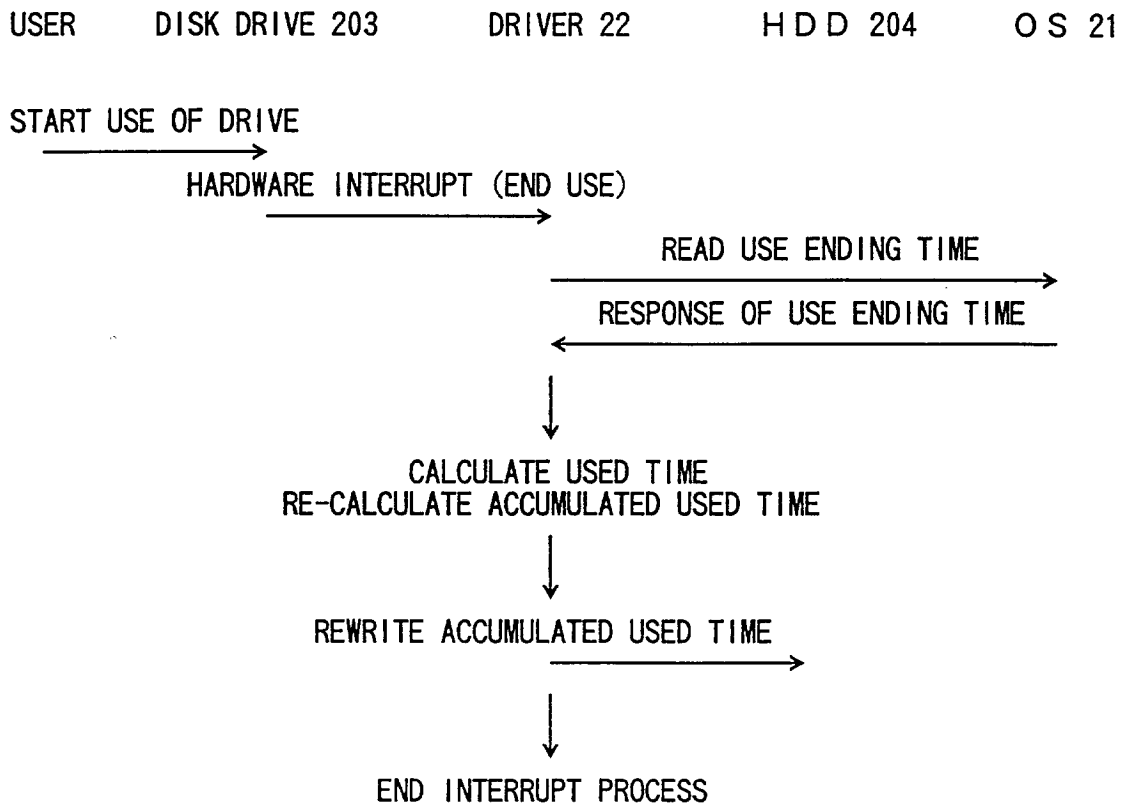 USER DISK DRIVE 203 DRIVER 22 HDD 204 OS 21
START USE OF DRIVE
HARDWARE INTERRUPT (END USE)
READ USE ENDING TIME
RESPONSE OF USE ENDING TIME
CALCULATE USED TIME
RE-CALCULATE ACCUMULATED USED TIME
REWRITE ACCUMULATED USED TIME
END INTERRUPT PROCESS